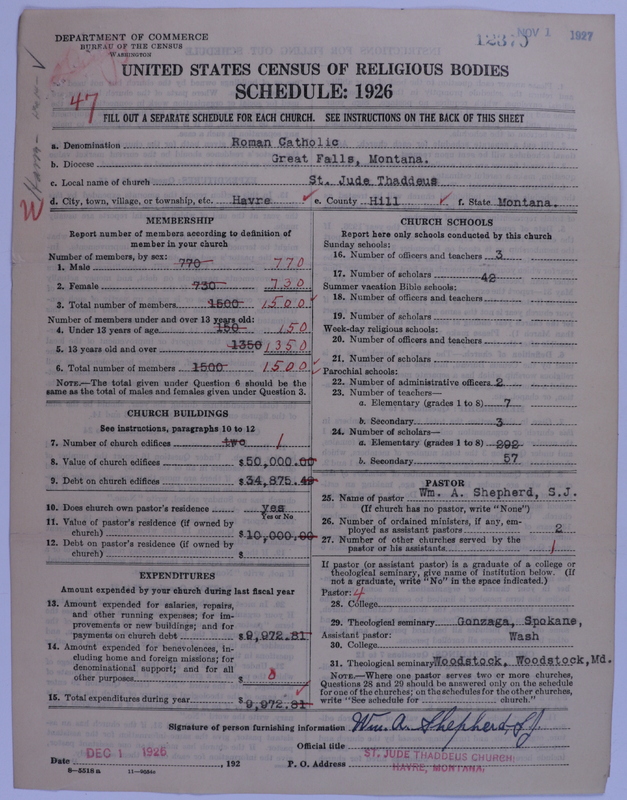 DEPARTMENT OF COMMERCE
BUREAU OF THE CENSUS
WASHINGTON
NOV 1 1927
UNITED STATES CENSUS OF RELIGIOUS BODIES
SCHEDULE: 1926
47
FILL OUT A SEPARATE SCHEDULE FOR EACH CHURCH. SEE INSTRUCTIONS ON THE BACK OF THIS SHEET
a. Denomination Roman Catholic
b. Diocese Great Falls, Montana.
c. Local name of church St. Jude Thaddeus
d. City, town, village, or township, etc. Havre e. County Hill f. State Montana.
MEMBERSHIP
Report number of members according to definition of
member in your church
Number of members, by sex:
1. Male 770 770
2. Female 730 730
3. Total number of members 1500 1500
Number of members under and over 13 years old:
4. Under 13 years of age 150 150
5. 13 years old and over 1350 1350
6. Total number of members 1500 1500
NOTE.—The total given under Question 6 should be the
same as the total of males and females given under Question 3.
CHURCH BUILDINGS
See instructions, paragraphs 10 to 12
7. Number of church edifices two 1
8. Value of church edifices $50,000.00
9. Debt on church edifices $34,875.49
10. Does church own pastor's residence yes
Yes or No
11. Value of pastor's residence (if owned by
church) $10,000.00
12. Debt on pastor's residence (if owned by
church) $
EXPENDITURES
Amount expended by your church during last fiscal year
13. Amount expended for salaries, repairs,
and other running expenses; for im-
provements or new buildings; and for
payments on church debt $9,972.81
14. Amount expended for benevolences, in-
cluding home and foreign missions; for
denominational support; and for all
other purposes $
15. Total expenditures during year $9,972.81
CHURCH SCHOOLS
Report here only schools conducted by this church
Sunday schools:
16. Number of officers and teachers 3
17. Number of scholars 42
Summer vacation Bible schools:
18. Number of officers and teachers
19. Number of scholars
Week-day religious schools:
20. Number of officers and teachers
21. Number of scholars
Parochial schools:
22. Number of administrative officers 2
23. Number of teachers—
a. Elementary (grades 1 to 8) 7
b. Secondary 3
24. Number of scholars—
a. Elementary (grades 1 to 8) 292
b. Secondary 57
PASTOR
25. Name of pastor Wm. A. Shepherd, S.J.
(If church has no pastor, write "None")
26. Number of ordained ministers, if any, em-
ployed as assistant pastors 2
27. Number of other churches served by the
pastor or his assistants 1
If pastor (or assistant pastor) is a graduate of a college or
theological seminary, give name of institution below. (If
not a graduate, write "No" in the space indicated.)
Pastor: 4
28. College
29. Theological seminary Gonzaga, Spokane,
Assistant pastor: Wash
30. College
31. Theological seminary Woodstock, Woodstock, Md.
NOTE.—Where one pastor serves two or more churches,
Questions 28 and 29 should be answered only on the schedule
for one of the churches; on the schedules for the other churches,
write "See schedule for church."
Signature of person furnishing information Wm. A. Shepherd SJ
Official title
Date DEC 1 1926, 192 P. O. Address ST. JUDE THADDEUS CHURCH
HAVRE, MONTANA.
8—5518 a